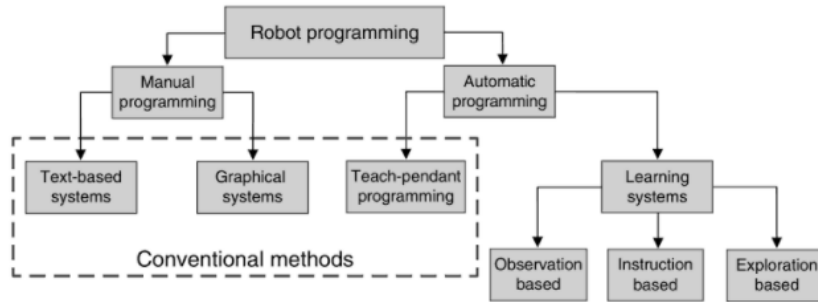 Robot programming
Manual
programming
Automatic
programming
Text-based
systems
Graphical
systems
Teach-pendant
programming
Learning
systems
Conventional methods
Observation
based
Instruction
based
Exploration
based